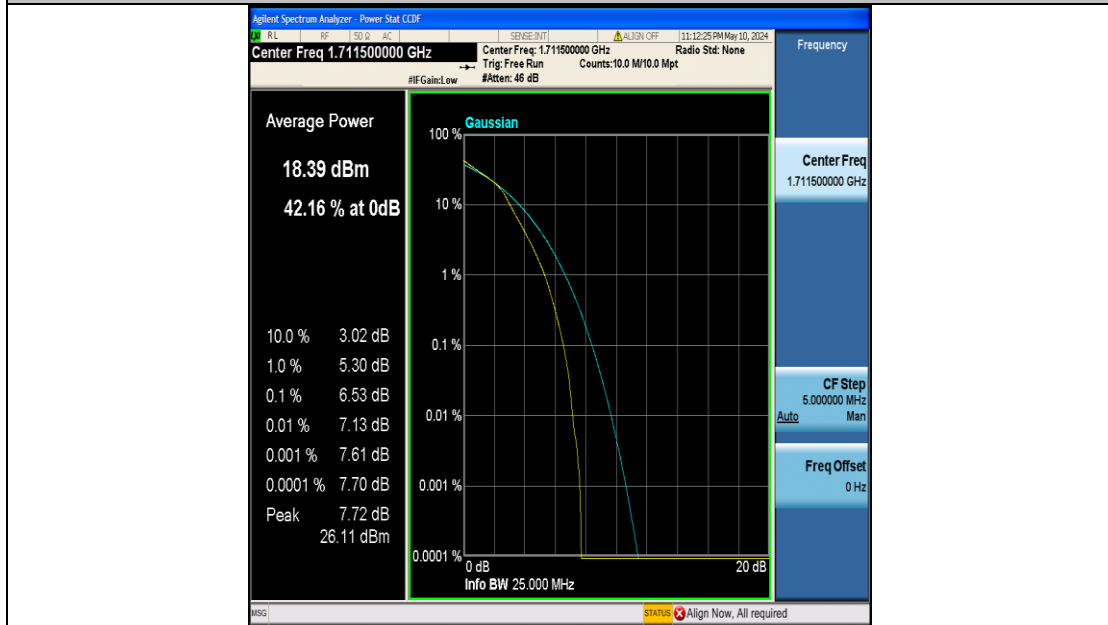 Agilent Spectrum Analyzer - Power Stat CCDF
RL RF 50 Ω AC SENSE:INT ALIGN OFF 11:12:25 PM May 10, 2024
Center Freq 1.711500000 GHz
Center Freq: 1.711500000 GHz Radio Std: None
Trig: Free Run Counts:10.0 M/10.0 Mpt
#IFGain:Low #Atten: 46 dB
Frequency
Average Power
18.39 dBm
42.16 % at 0dB
10.0 % 3.02 dB
1.0 % 5.30 dB
0.1 % 6.53 dB
0.01 % 7.13 dB
0.001 % 7.61 dB
0.0001 % 7.70 dB
Peak 7.72 dB
26.11 dBm
Gaussian
100 %
10 %
1 %
0.1 %
0.01 %
0.001 %
0.0001 %
0 dB 20 dB
Info BW 25.000 MHz
Center Freq
1.711500000 GHz
CF Step
5.000000 MHz
Auto Man
Freq Offset
0 Hz
MSG STATUS Align Now, All required